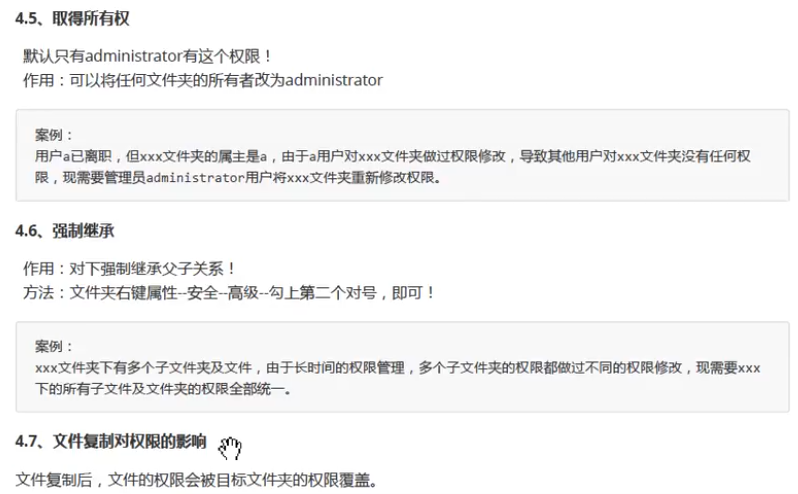 4.5、取得所有权
默认只有administrator有这个权限！
作用：可以将任何文件夹的所有者改为administrator
案例：
用户a已离职，但xxx文件夹的属主是a，由于a用户对xxx文件夹做过权限修改，导致其他用户对xxx文件夹没有任何权
限，现需要管理员administrator用户将xxx文件夹重新修改权限。
4.6、强制继承
作用：对下强制继承父子关系！
方法：文件夹右键属性--安全--高级--勾上第二个对号，即可！
案例：
xxx文件夹下有多个子文件夹及文件，由于长时间的权限管理，多个子文件夹的权限都做过不同的权限修改，现需要xxx
下的所有子文件及文件夹的权限全部统一。
4.7、文件复制对权限的影响
文件复制后，文件的权限会被目标文件夹的权限覆盖。